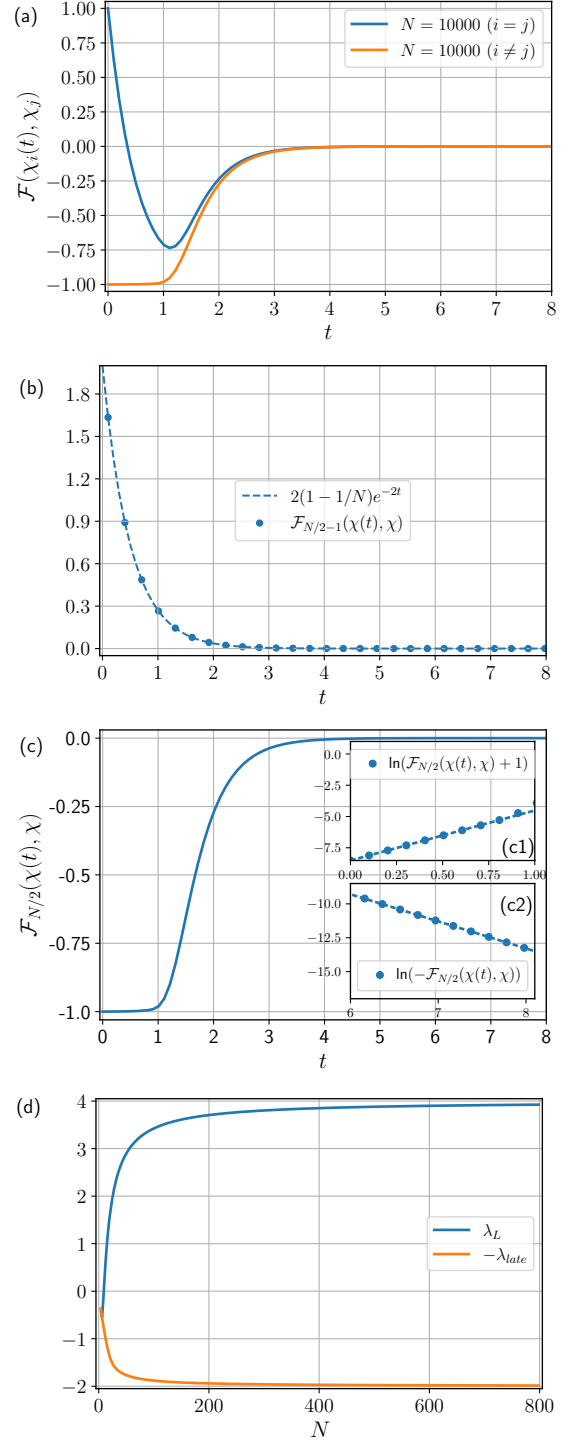 (a)
1.00
0.75
0.50
0.25
0.00
−0.25
−0.50
−0.75
−1.00
F(χ_i(t), χ_j)
N = 10000 (i = j)
N = 10000 (i ≠ j)
0 1 2 3 4 5 6 7 8
t
(b)
1.8
1.5
1.2
0.9
0.6
0.3
0.0
2(1 − 1/N)e^{−2t}
F_{N/2−1}(χ(t), χ)
0 1 2 3 4 5 6 7 8
t
(c)
0.0
-0.25
-0.5
-0.75
-1.0
F_{N/2}(χ(t), χ)
0.0
−2.5
−5.0
−7.5
ln(F_{N/2}(χ(t), χ) + 1)
(c1)
0.00 0.25 0.50 0.75 1.00
−10.0
−12.5
−15.0
(c2)
ln(−F_{N/2}(χ(t), χ))
6 7 8
0 1 2 3 4 5 6 7 8
t
(d)
4
3
2
1
0
−1
−2
λ_L
−λ_{late}
0 200 400 600 800
N